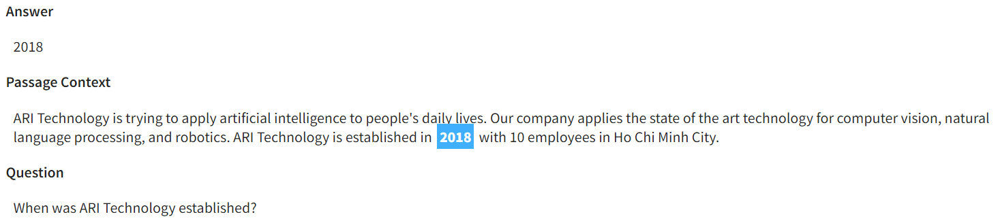 Answer
2018
Passage Context
ARI Technology is trying to apply artificial intelligence to people's daily lives. Our company applies the state of the art technology for computer vision, natural
language processing, and robotics. ARI Technology is established in 2018 with 10 employees in Ho Chi Minh City.
Question
When was ARI Technology established?